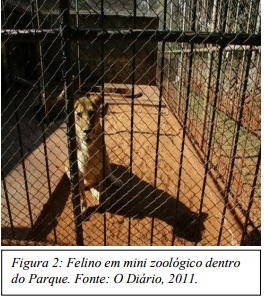 Figura 2: Felino em mini zoológico dentro
do Parque. Fonte: O Diário, 2011.